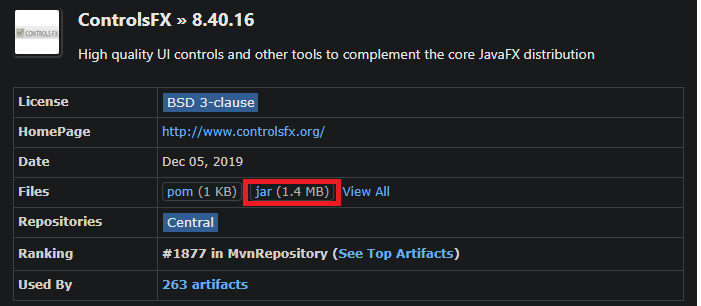 CONTROLSFX
ControlsFX » 8.40.16
High quality UI controls and other tools to complement the core JavaFX distribution
License BSD 3-clause
HomePage http://www.controlsfx.org/
Date Dec 05, 2019
Files pom (1 KB) jar (1.4 MB) View All
Repositories Central
Ranking #1877 in MvnRepository (See Top Artifacts)
Used By 263 artifacts